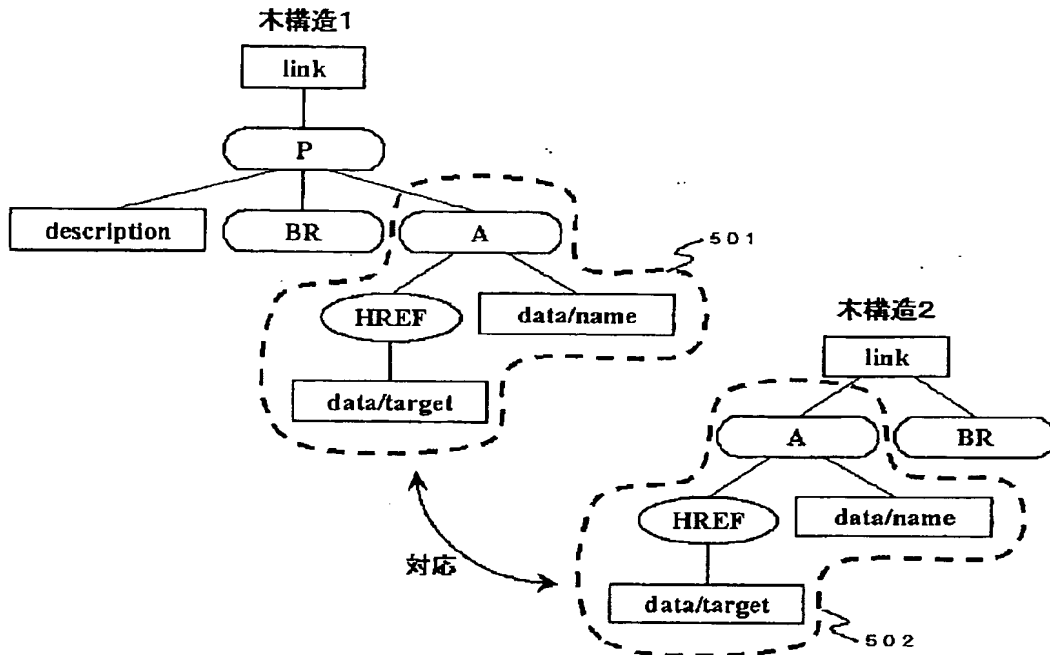 木構造1
link
P
description
BR
A
501
HREF
data/name
data/target
木構造2
link
A
BR
HREF
data/name
対応
data/target
502